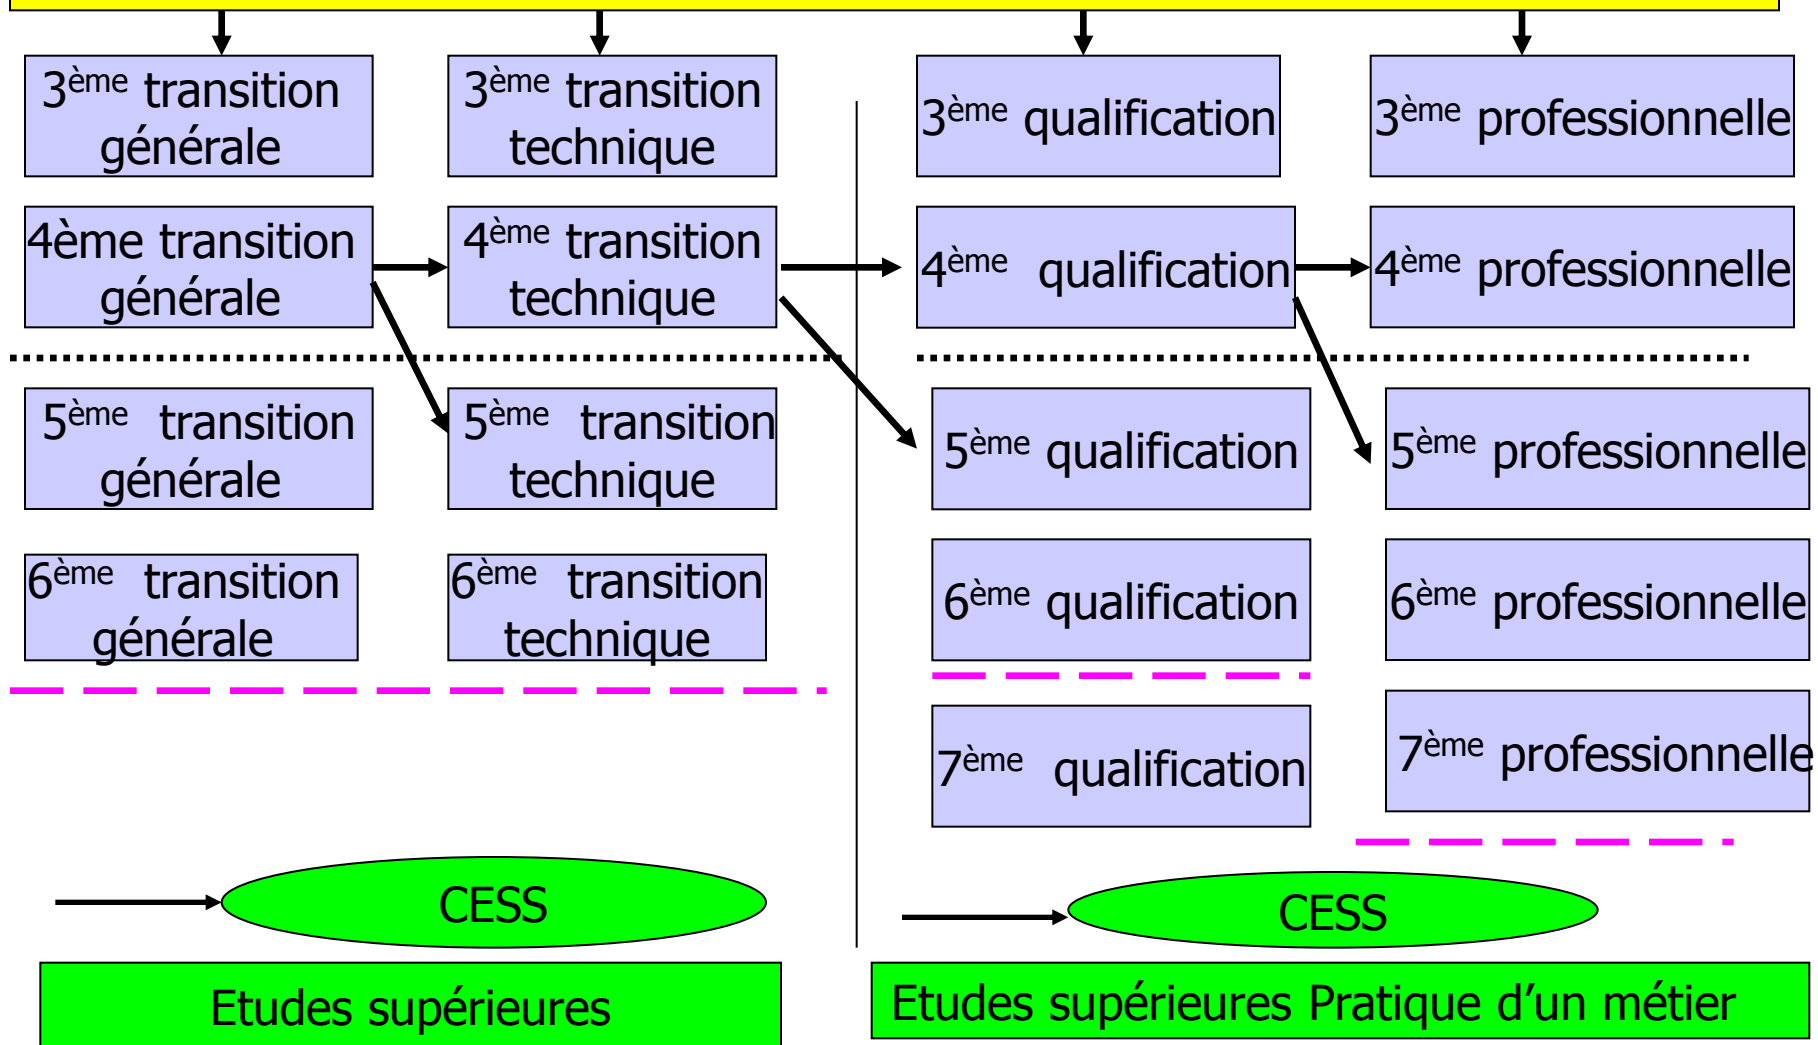 3ème transition
générale
3ème transition
technique
3ème qualification
3ème professionnelle
4ème transition
générale
4ème transition
technique
4ème qualification
4ème professionnelle
5ème transition
générale
5ème transition
technique
5ème qualification
5ème professionnelle
6ème transition
générale
6ème transition
technique
6ème qualification
6ème professionnelle
7ème qualification
7ème professionnelle
CESS
CESS
Etudes supérieures
Etudes supérieures Pratique d’un métier